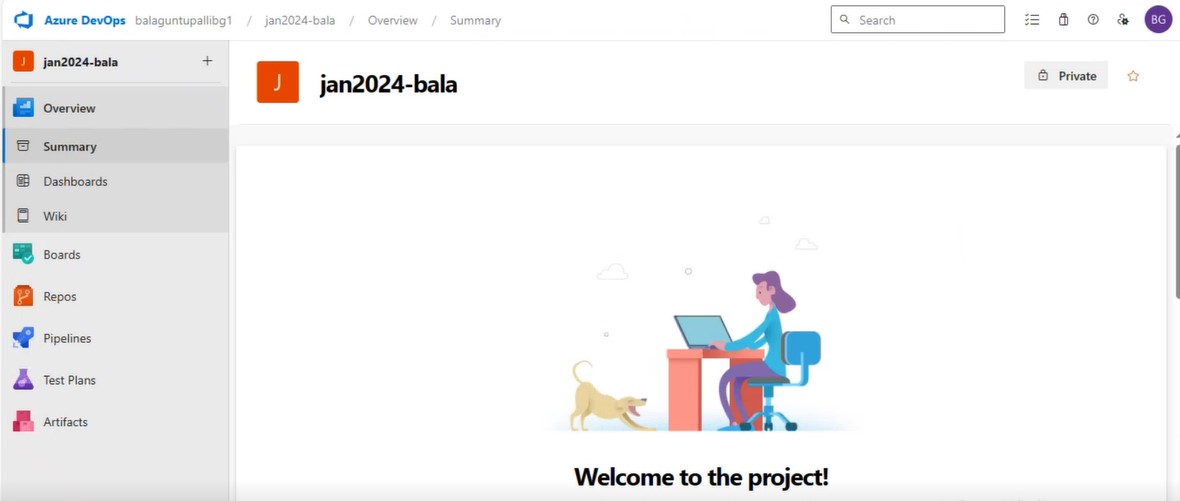 Azure DevOps balaguntupallibg1 / jan2024-bala / Overview / Summary
Search
BG
J jan2024-bala +
Overview
Summary
Dashboards
Wiki
Boards
Repos
Pipelines
Test Plans
Artifacts
J jan2024-bala
Private
Welcome to the project!